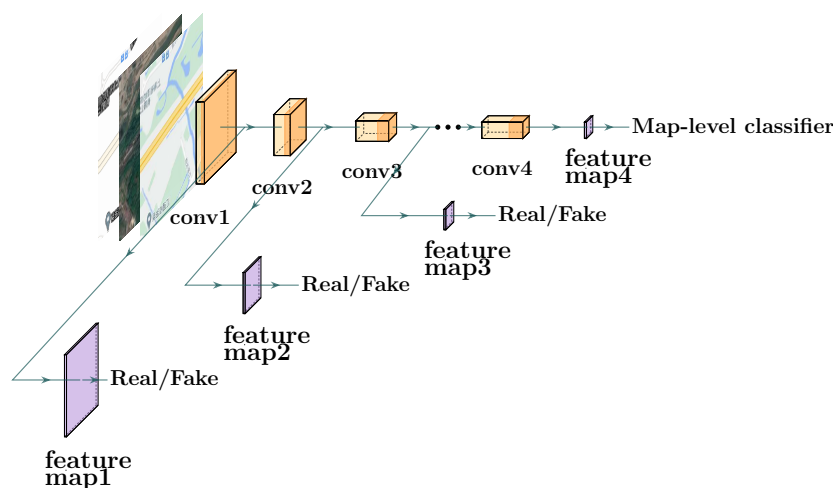 Map-level classifier
feature
map4
conv3
conv4
conv2
conv1
Real/Fake
feature
map3
Real/Fake
feature
map2
Real/Fake
feature
map1